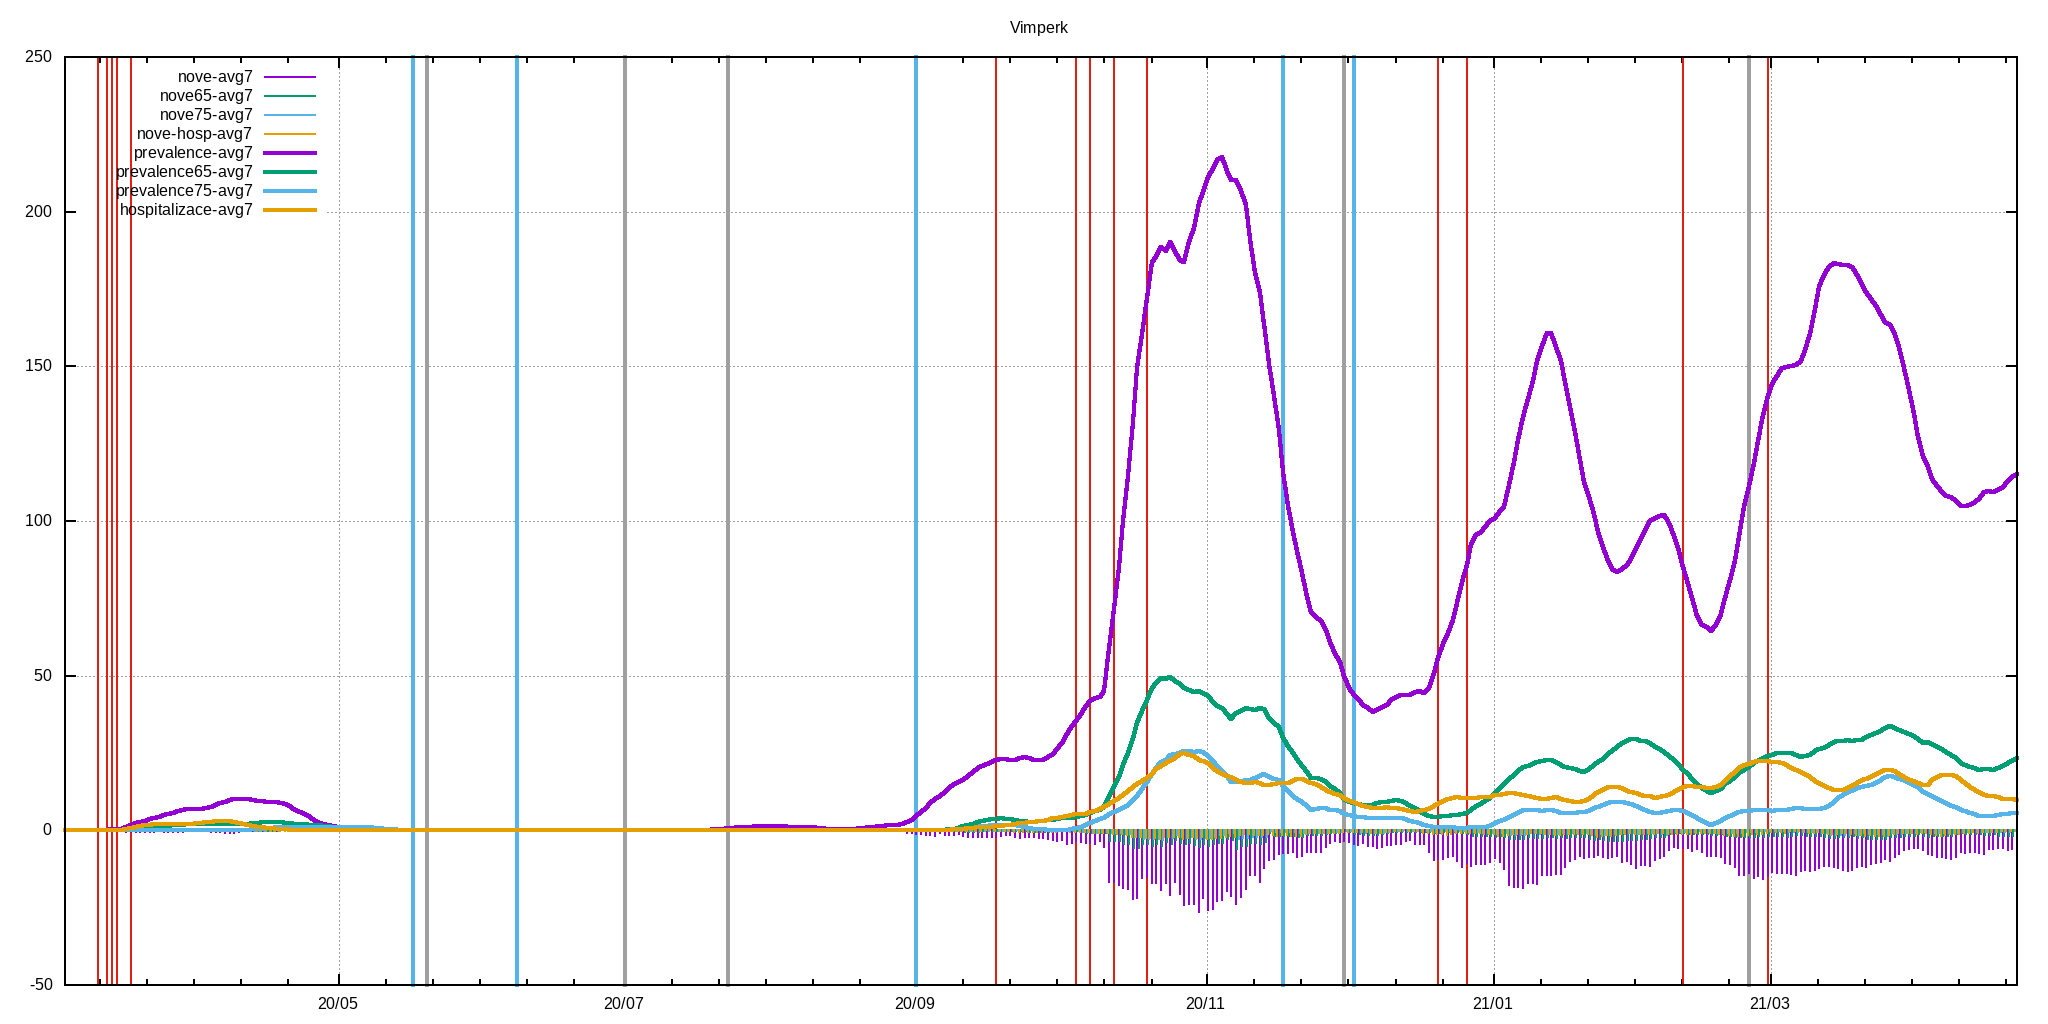 Vimperk
250
200
150
100
50
0
-50
nove-avg7
nove65-avg7
nove75-avg7
nove-hosp-avg7
prevalence-avg7
prevalence65-avg7
prevalence75-avg7
hospitalizace-avg7
20/05 20/07 20/09 20/11 21/01 21/03